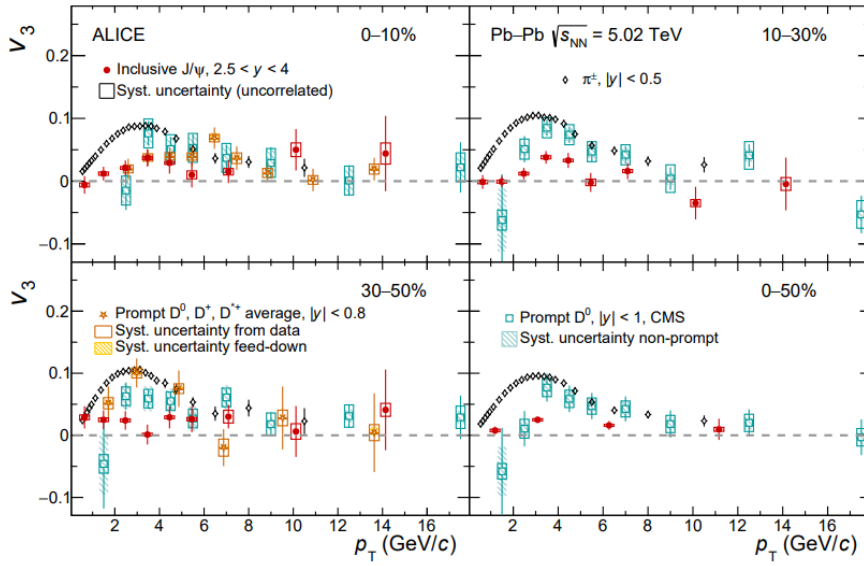 ALICE
0–10%
Inclusive J/ψ, 2.5 < y < 4
Syst. uncertainty (uncorrelated)
Pb–Pb √sNN = 5.02 TeV
10–30%
π±, |y| < 0.5
v3
0.2
0.1
0
−0.1
30–50%
Prompt D0, D+, D*+ average, |y| < 0.8
Syst. uncertainty from data
Syst. uncertainty feed-down
0–50%
Prompt D0, |y| < 1, CMS
Syst. uncertainty non-prompt
v3
0.2
0.1
0
−0.1
2 4 6 8 10 12 14 16
2 4 6 8 10 12 14 16
pT (GeV/c)
pT (GeV/c)